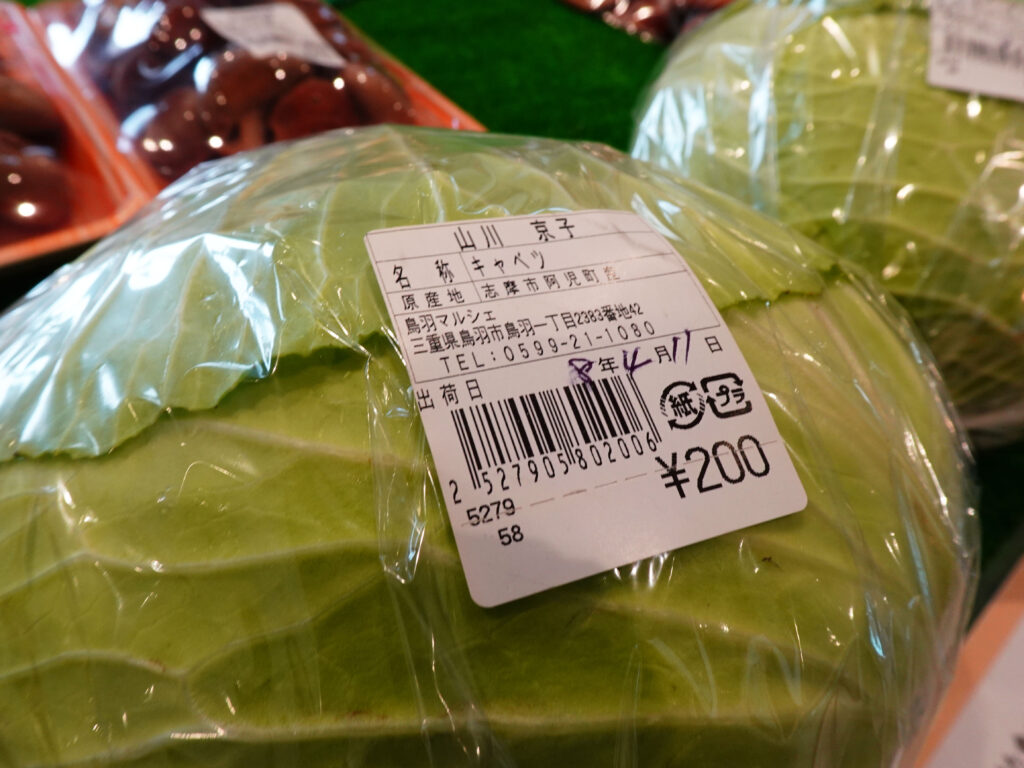 山川 京子
名 称 キャベツ
原産地 志摩市阿児町
鳥羽マルシェ
三重県鳥羽市鳥羽一丁目2383番地42
TEL:0599-21-1080
出荷日 8年4月11日
紙 プラ
2 527905 802006
¥200
5279
58